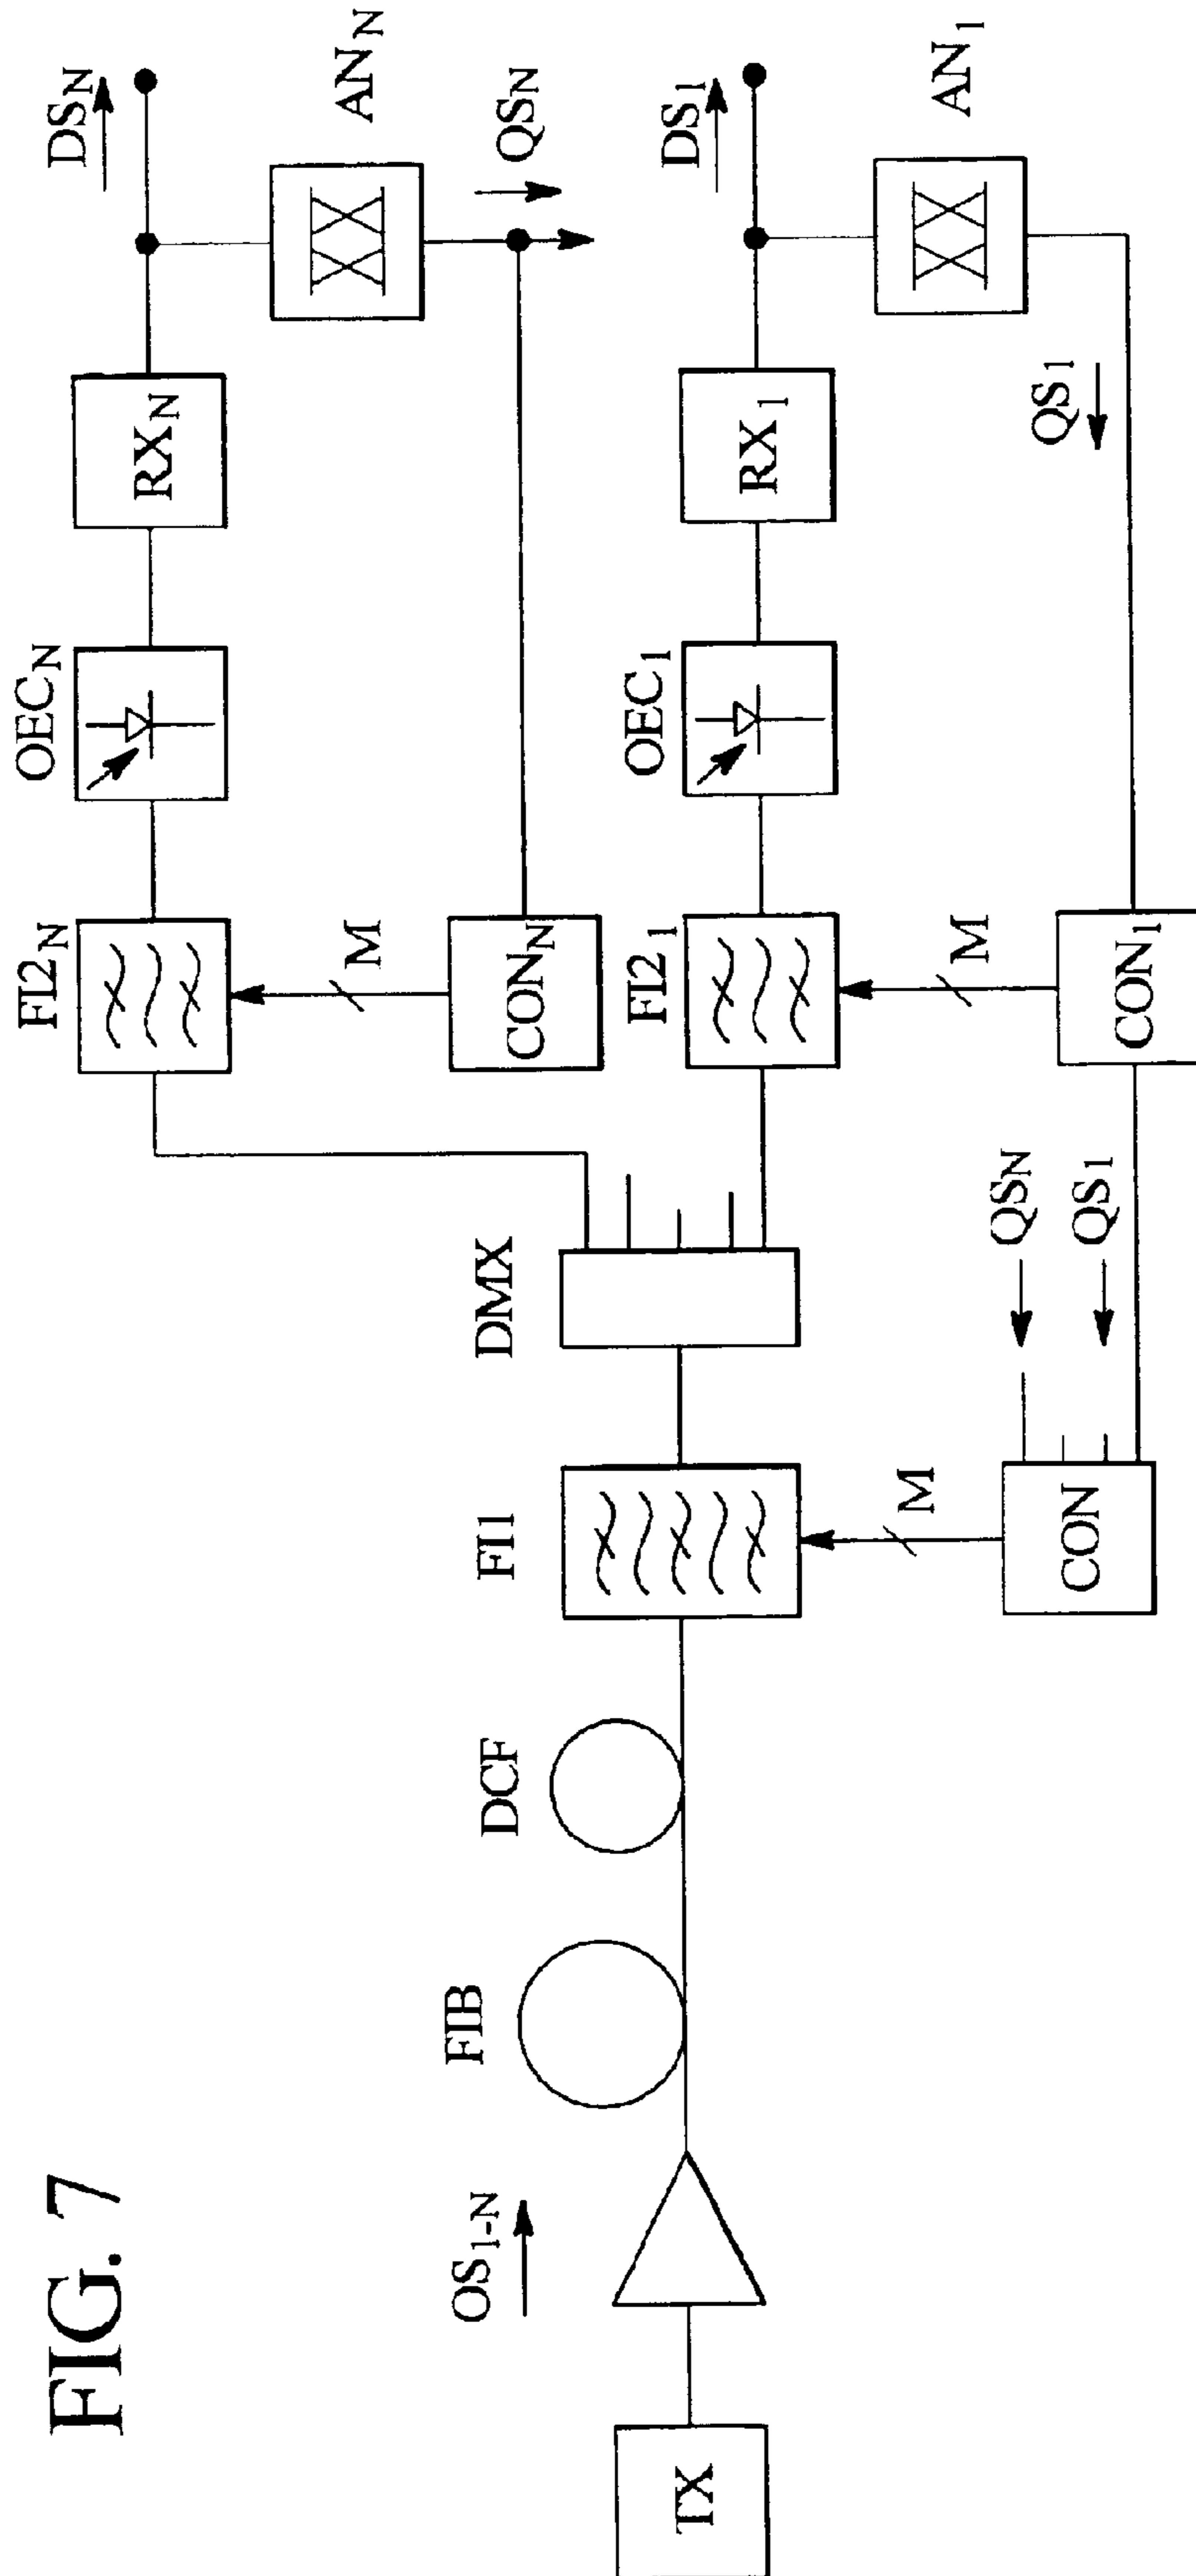 FIG. 7
TX
OS1-N
FIB
DCF
FI1
M
CON
QSN
QS1
DMX
FI2N
M
CONN
OECN
RXN
DSN
ANN
QSN
FI21
M
CON1
OEC1
RX1
DS1
AN1
QS1